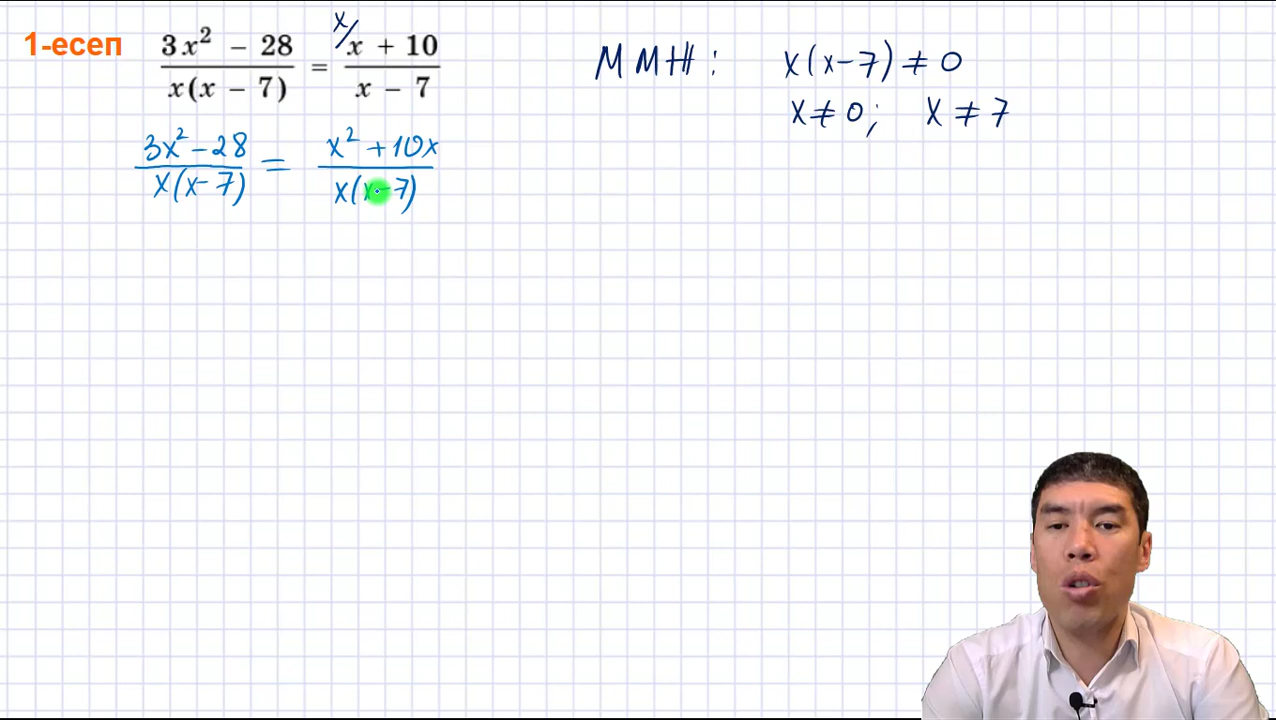 1-есеп
(3x² − 28)/(x(x − 7)) = (x + 10)/(x − 7)
x/
(3x² − 28)/(x(x − 7)) = (x² + 10x)/(x(x − 7))
ММЖ: x(x − 7) ≠ 0
x ≠ 0; x ≠ 7